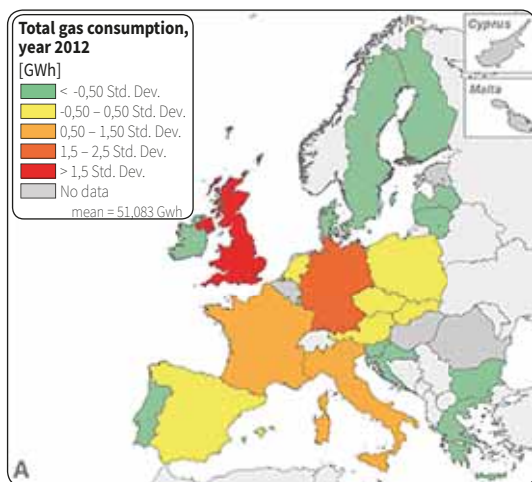 Total gas consumption,
year 2012
[GWh]
< -0,50 Std. Dev.
-0,50 – 0,50 Std. Dev.
0,50 – 1,50 Std. Dev.
1,5 – 2,5 Std. Dev.
> 1,5 Std. Dev.
No data
mean = 51,083 Gwh
Cyprus
Malta
A